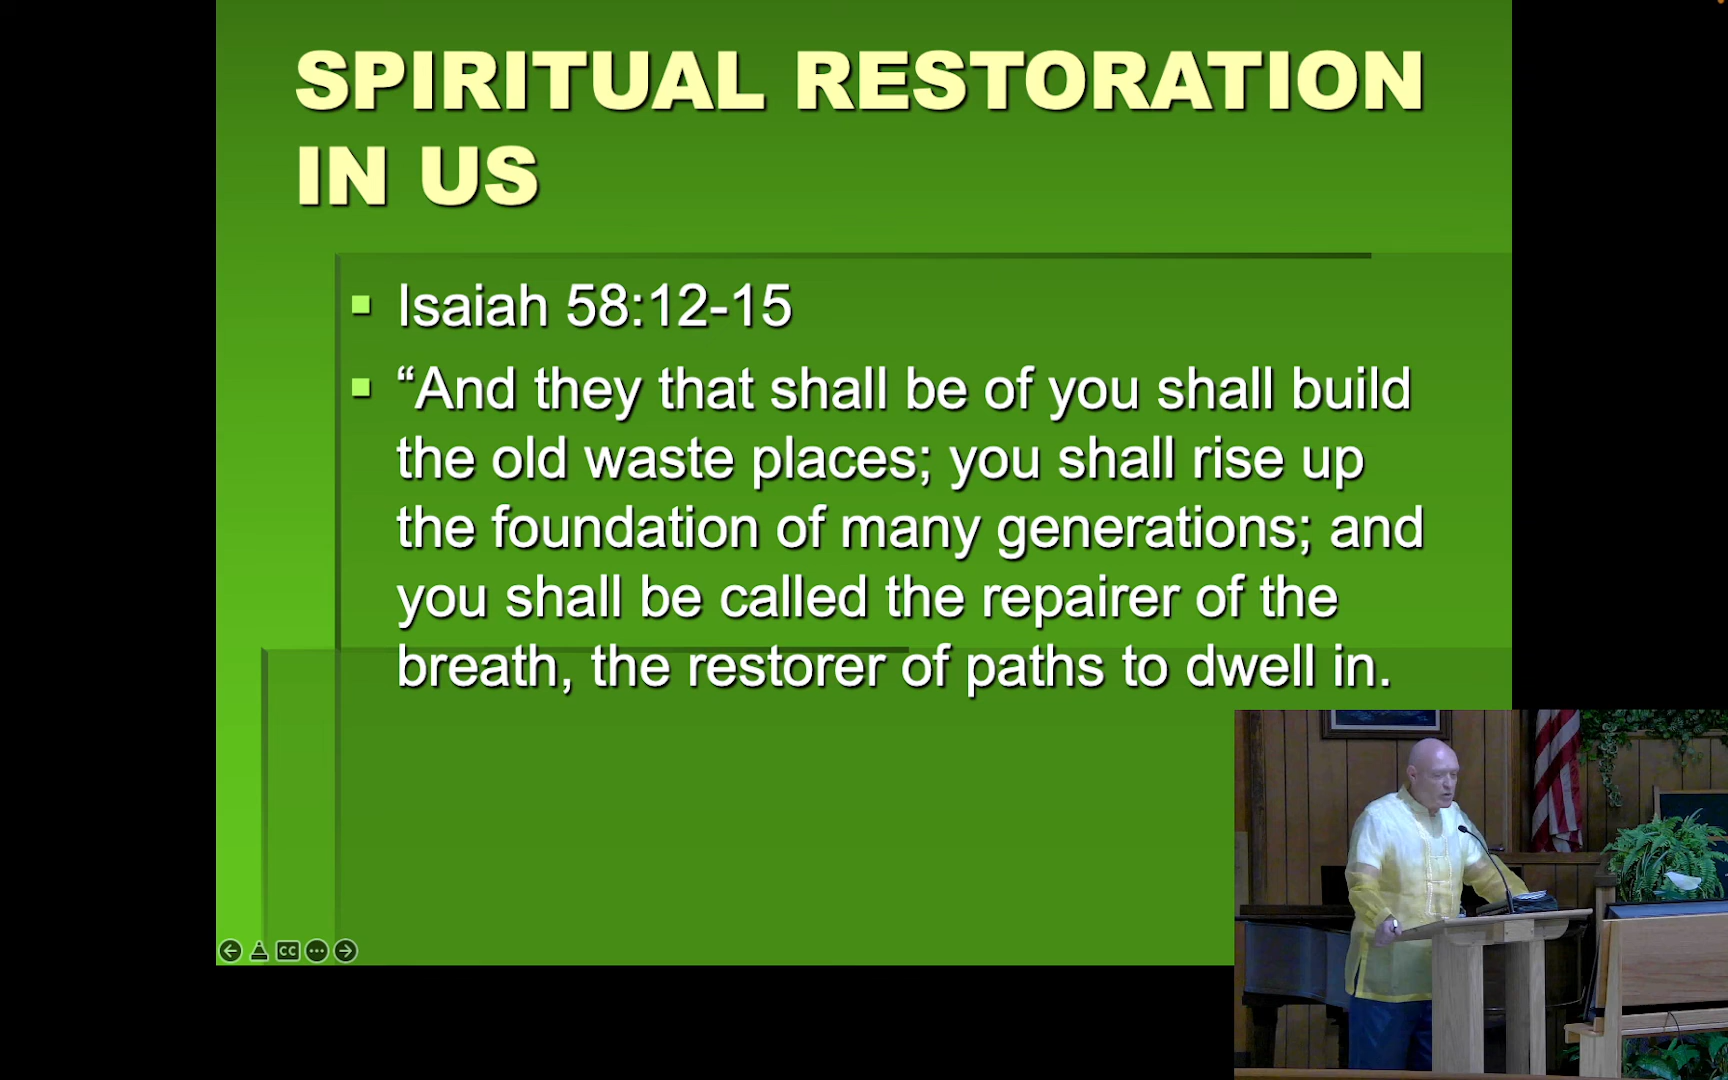 SPIRITUAL RESTORATION
IN US
Isaiah 58:12-15
“And they that shall be of you shall build
the old waste places; you shall rise up
the foundation of many generations; and
you shall be called the repairer of the
breath, the restorer of paths to dwell in.
CC